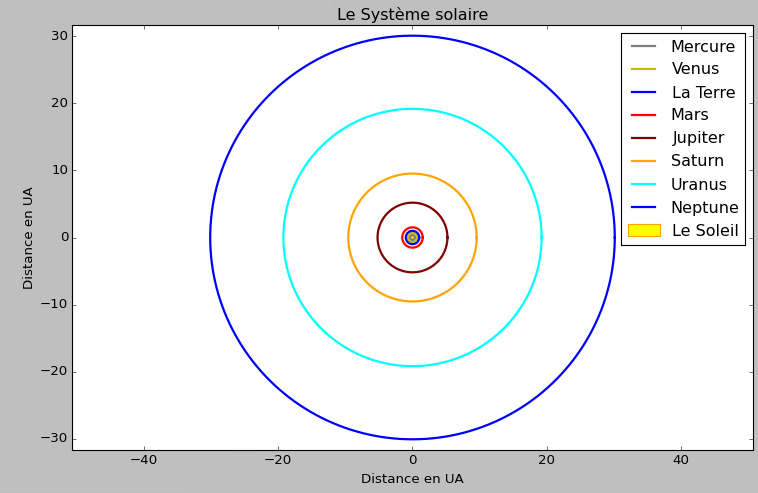 Le Système solaire
30
20
10
0
−10
−20
−30
Distance en UA
−40
−20
0
20
40
Distance en UA
Mercure
Venus
La Terre
Mars
Jupiter
Saturn
Uranus
Neptune
Le Soleil